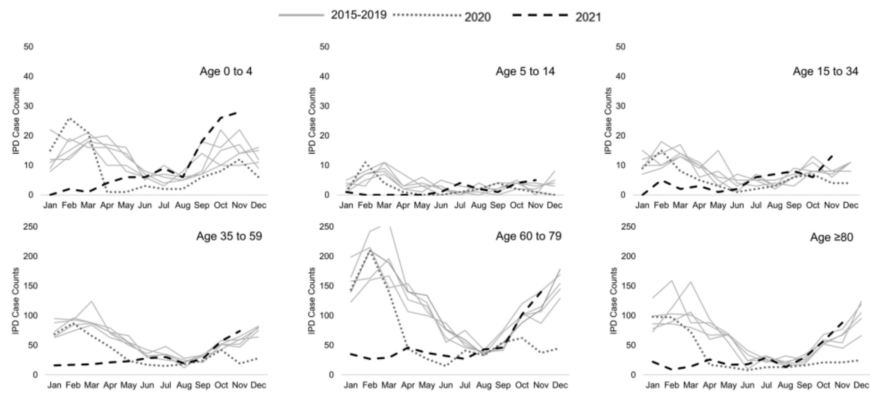 2015-2019 2020 2021
50 40 30 20 10 0
IPD Case Counts
Age 0 to 4
Jan Feb Mar Apr May Jun Jul Aug Sep Oct Nov Dec
50 40 30 20 10 0
IPD Case Counts
Age 5 to 14
Jan Feb Mar Apr May Jun Jul Aug Sep Oct Nov Dec
50 40 30 20 10 0
IPD Case Counts
Age 15 to 34
Jan Feb Mar Apr May Jun Jul Aug Sep Oct Nov Dec
250 200 150 100 50 0
IPD Case Counts
Age 35 to 59
Jan Feb Mar Apr May Jun Jul Aug Sep Oct Nov Dec
250 200 150 100 50 0
IPD Case Counts
Age 60 to 79
Jan Feb Mar Apr May Jun Jul Aug Sep Oct Nov Dec
250 200 150 100 50 0
IPD Case Counts
Age ≥80
Jan Feb Mar Apr May Jun Jul Aug Sep Oct Nov Dec